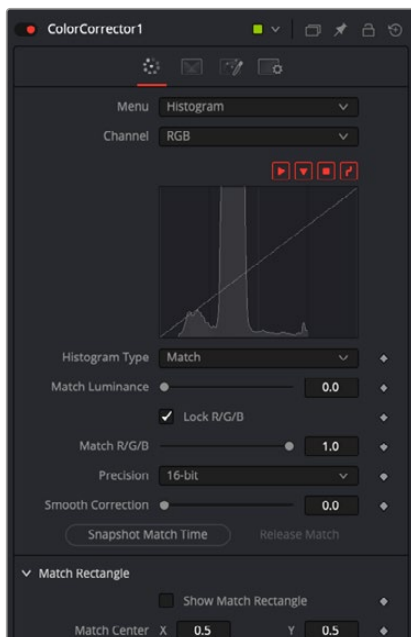 ColorCorrector1
Menu Histogram
Channel RGB
Histogram Type Match
Match Luminance 0.0
Lock R/G/B
Match R/G/B 1.0
Precision 16-bit
Smooth Correction 0.0
Snapshot Match Time Release Match
Match Rectangle
Show Match Rectangle
Match Center X 0.5 Y 0.5